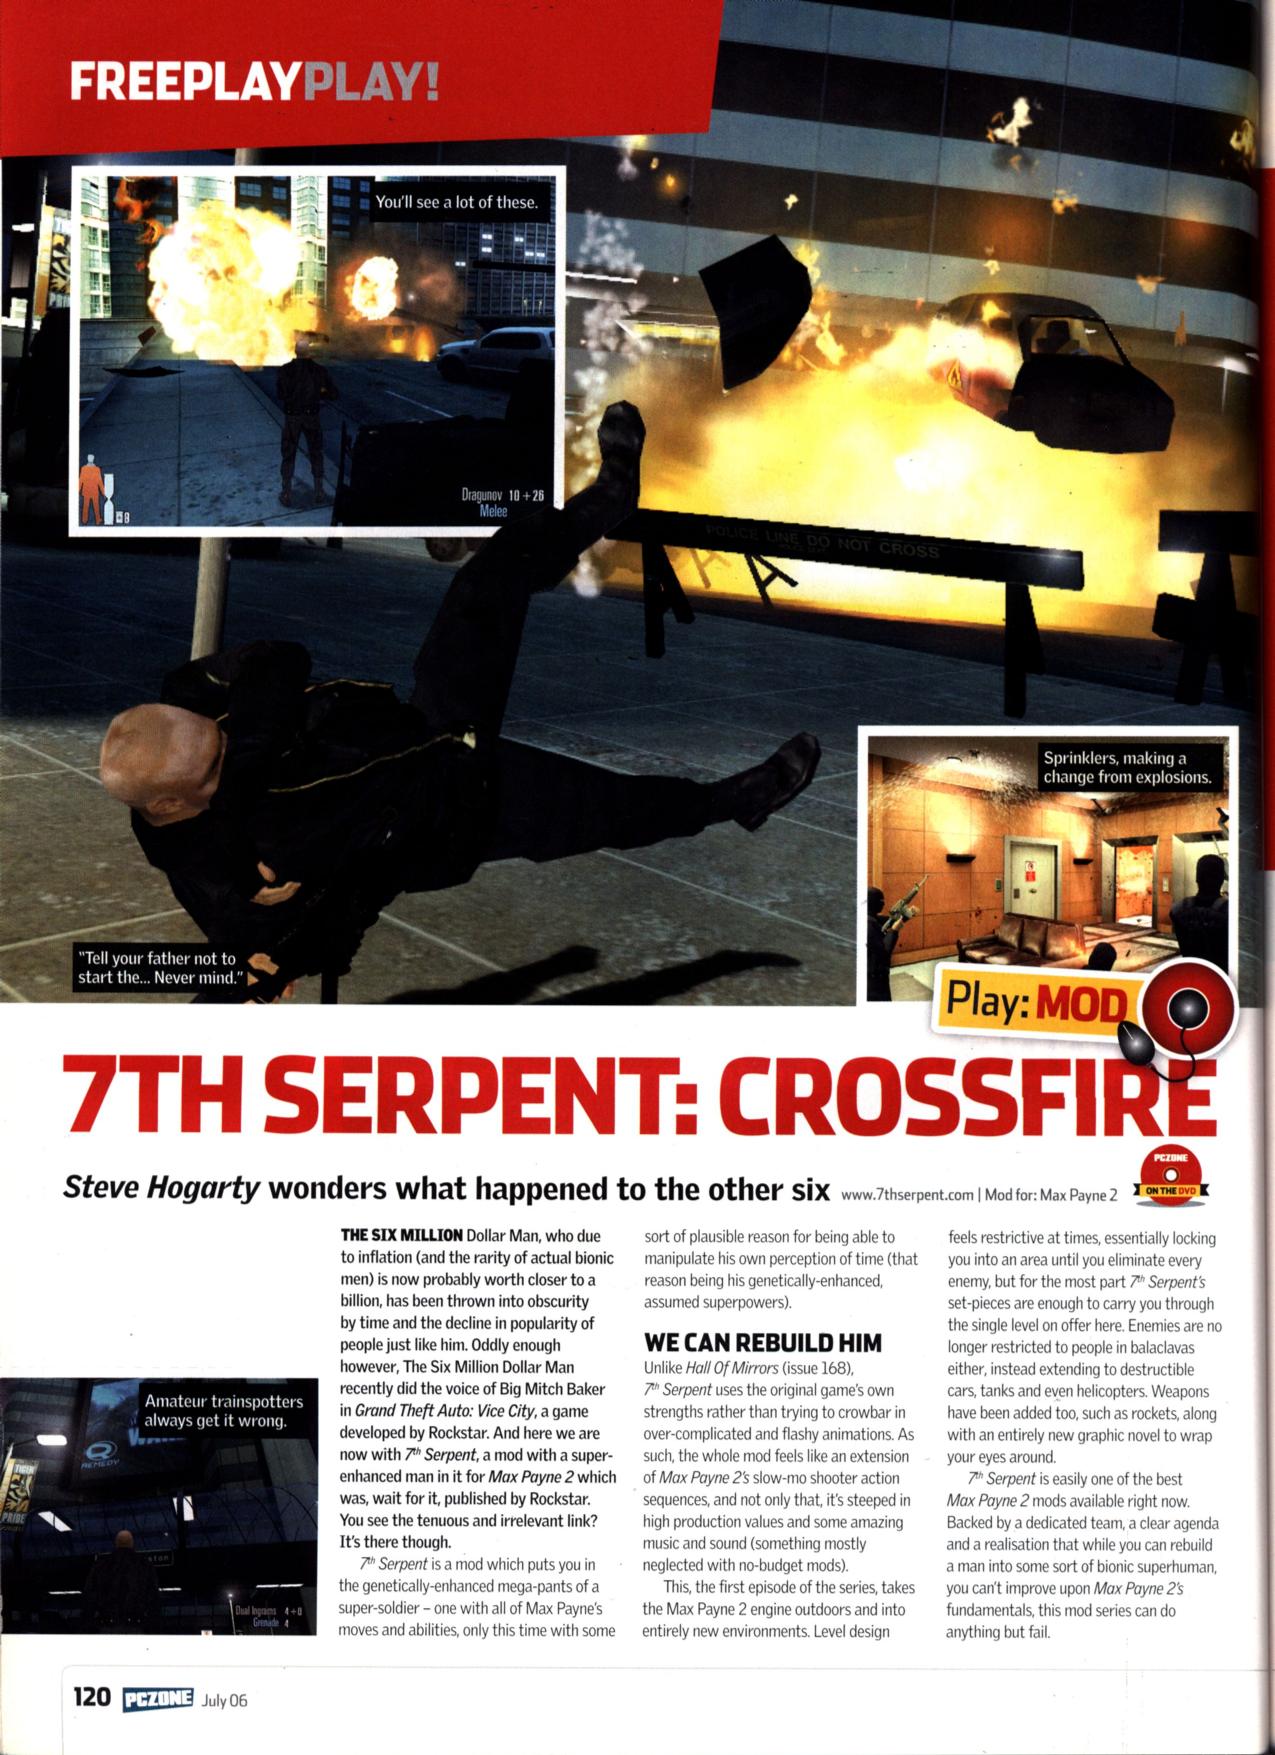 FREEPLAYPLAY!
You'll see a lot of these.
Dragunov 10 + 26
Melee
8
POLICE LINE DO NOT CROSS
Sprinklers, making a
change from explosions.
"Tell your father not to
start the... Never mind."
Play: MOD
7TH SERPENT: CROSSFIRE
Steve Hogarty wonders what happened to the other six www.7thserpent.com | Mod for: Max Payne 2
PCZONE
ON THE DVD
THE SIX MILLION Dollar Man, who due
to inflation (and the rarity of actual bionic
men) is now probably worth closer to a
billion, has been thrown into obscurity
by time and the decline in popularity of
people just like him. Oddly enough
however, The Six Million Dollar Man
recently did the voice of Big Mitch Baker
in Grand Theft Auto: Vice City, a game
developed by Rockstar. And here we are
now with 7th Serpent, a mod with a super-
enhanced man in it for Max Payne 2 which
was, wait for it, published by Rockstar.
You see the tenuous and irrelevant link?
It's there though.
7th Serpent is a mod which puts you in
the genetically-enhanced mega-pants of a
super-soldier – one with all of Max Payne's
moves and abilities, only this time with some
sort of plausible reason for being able to
manipulate his own perception of time (that
reason being his genetically-enhanced,
assumed superpowers).
WE CAN REBUILD HIM
Unlike Hall Of Mirrors (issue 168),
7th Serpent uses the original game's own
strengths rather than trying to crowbar in
over-complicated and flashy animations. As
such, the whole mod feels like an extension
of Max Payne 2's slow-mo shooter action
sequences, and not only that, it's steeped in
high production values and some amazing
music and sound (something mostly
neglected with no-budget mods).
This, the first episode of the series, takes
the Max Payne 2 engine outdoors and into
entirely new environments. Level design
feels restrictive at times, essentially locking
you into an area until you eliminate every
enemy, but for the most part 7th Serpent's
set-pieces are enough to carry you through
the single level on offer here. Enemies are no
longer restricted to people in balaclavas
either, instead extending to destructible
cars, tanks and even helicopters. Weapons
have been added too, such as rockets, along
with an entirely new graphic novel to wrap
your eyes around.
7th Serpent is easily one of the best
Max Payne 2 mods available right now.
Backed by a dedicated team, a clear agenda
and a realisation that while you can rebuild
a man into some sort of bionic superhuman,
you can't improve upon Max Payne 2's
fundamentals, this mod series can do
anything but fail.
Amateur trainspotters
always get it wrong.
REMEDY
TIGER
PRIDE
Dual Ingrams 4 + 0
Grenade 4
120 PCZONE July 06